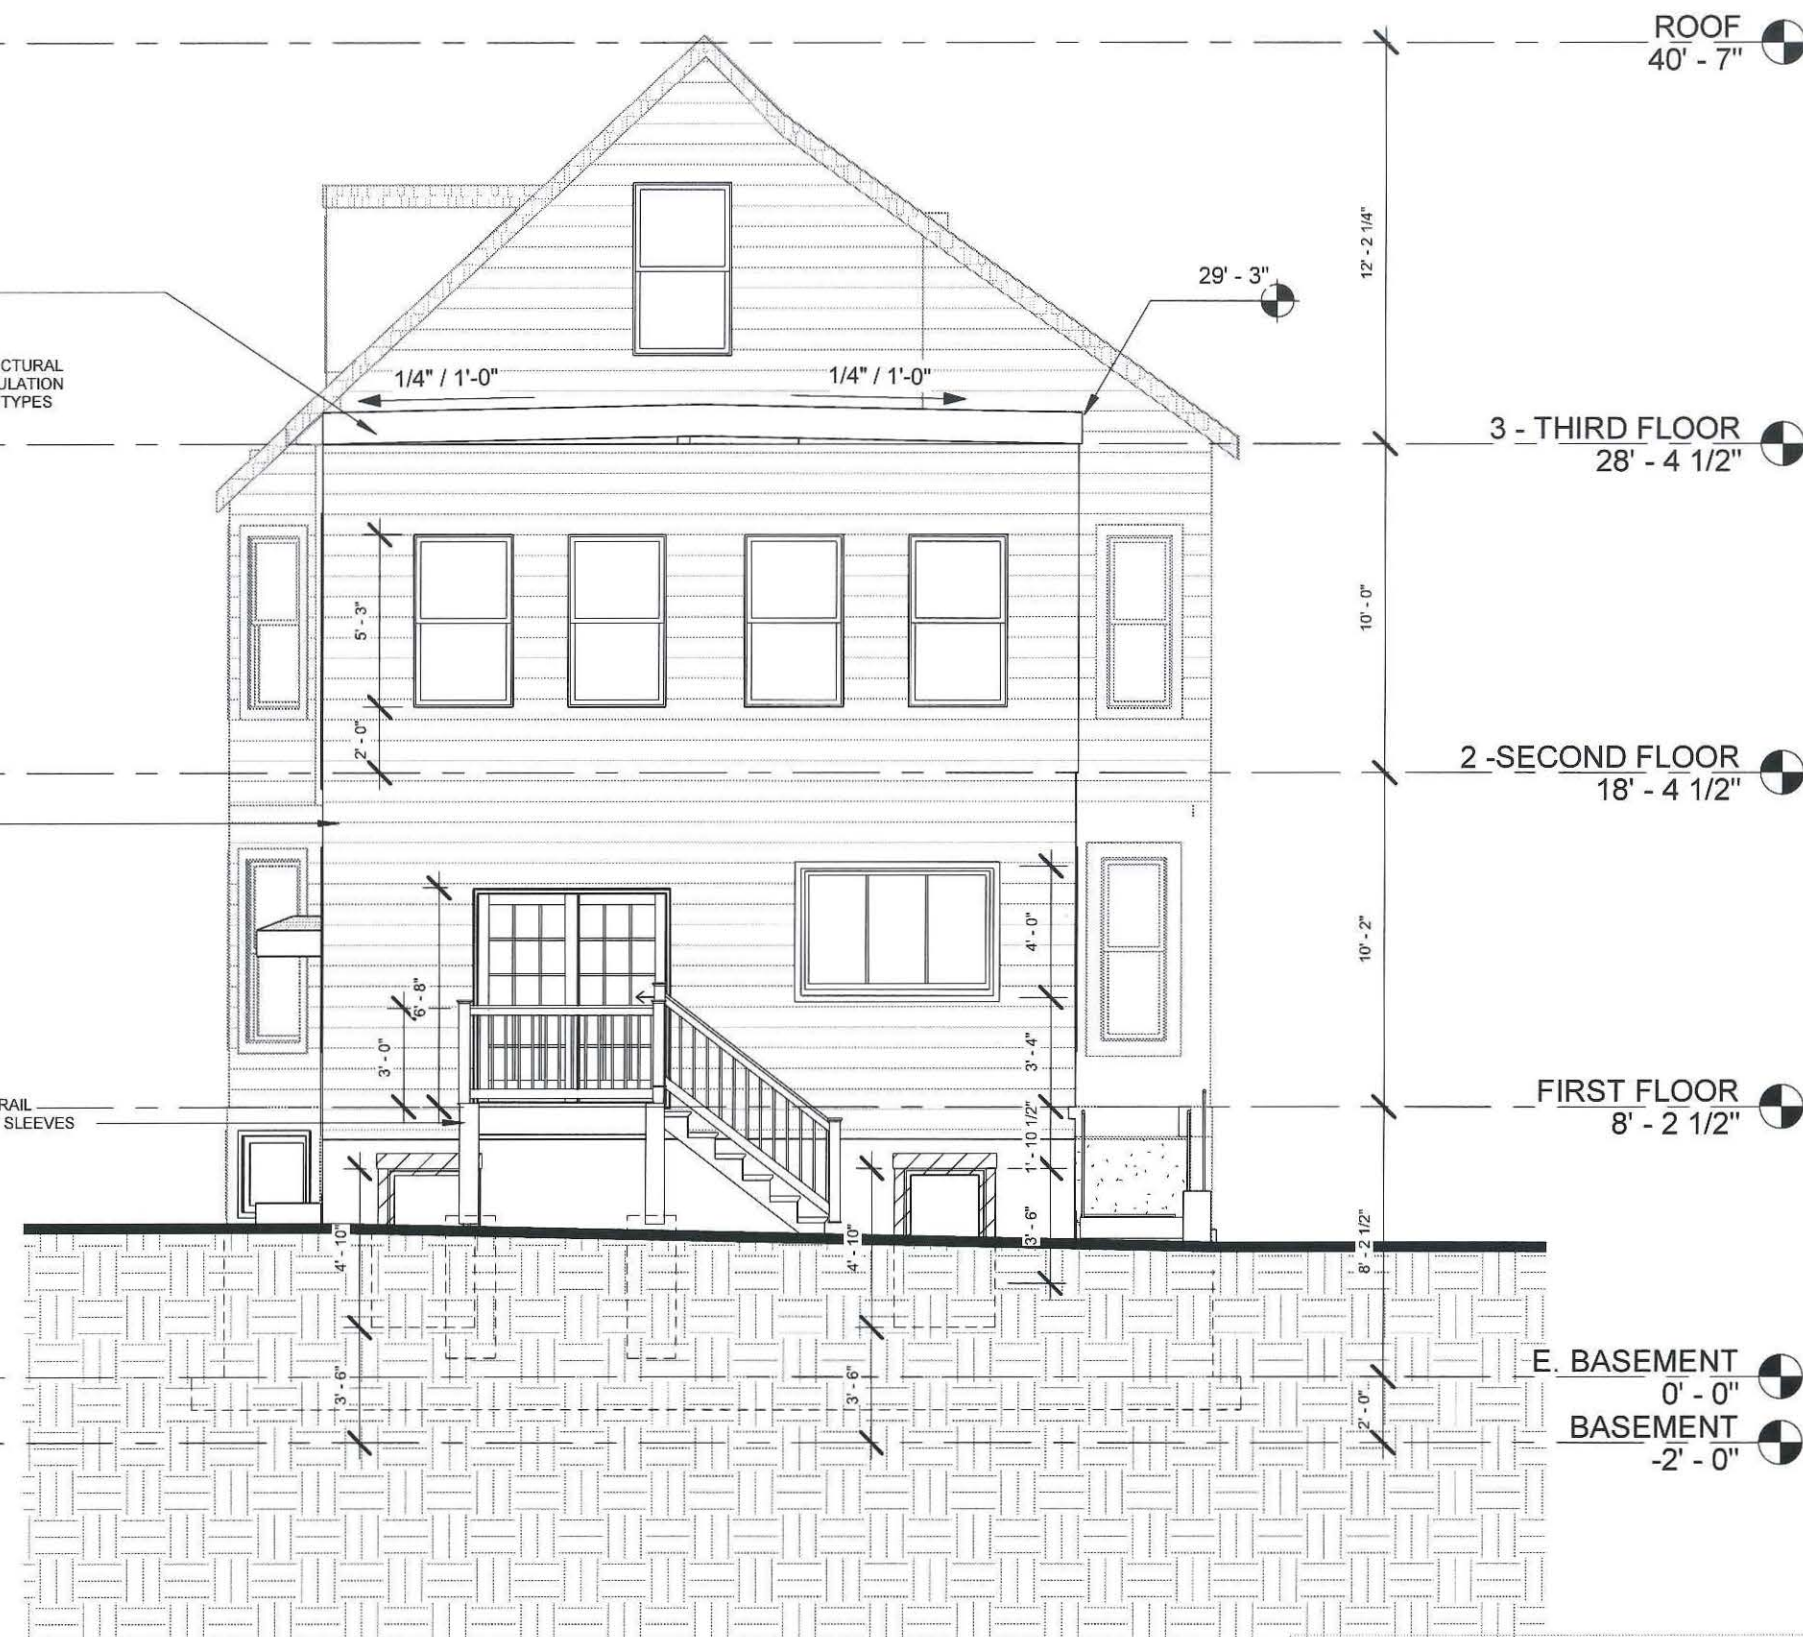 ROOF
40' - 7"
12' - 2 1/4"
29' - 3"
CTURAL
ULATION
TYPES
1/4" / 1'-0"
1/4" / 1'-0"
3 - THIRD FLOOR
28' - 4 1/2"
5' - 3"
10' - 0"
2' - 0"
2 -SECOND FLOOR
18' - 4 1/2"
4' - 0"
10' - 2"
6' - 8"
3' - 0"
3' - 4"
RAIL
SLEEVES
FIRST FLOOR
8' - 2 1/2"
1' - 10 1/2"
4' - 10"
4' - 10"
3' - 6"
8' - 2 1/2"
E. BASEMENT
0' - 0"
3' - 6"
3' - 6"
2' - 0"
BASEMENT
-2' - 0"